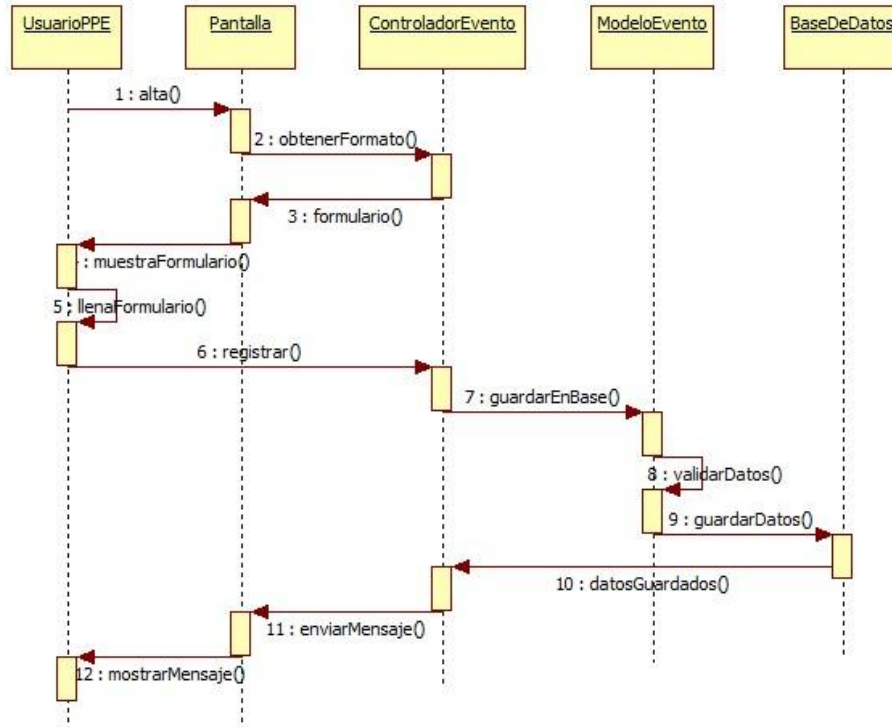 UsuarioPPE
Pantalla
ControladorEvento
ModeloEvento
BaseDeDatos
1 : alta()
2 : obtenerFormato()
3 : formulario()
: muestraFormulario()
5 : llenaFormulario()
6 : registrar()
7 : guardarEnBase()
8 : validarDatos()
9 : guardarDatos()
10 : datosGuardados()
11 : enviarMensaje()
12 : mostrarMensaje()